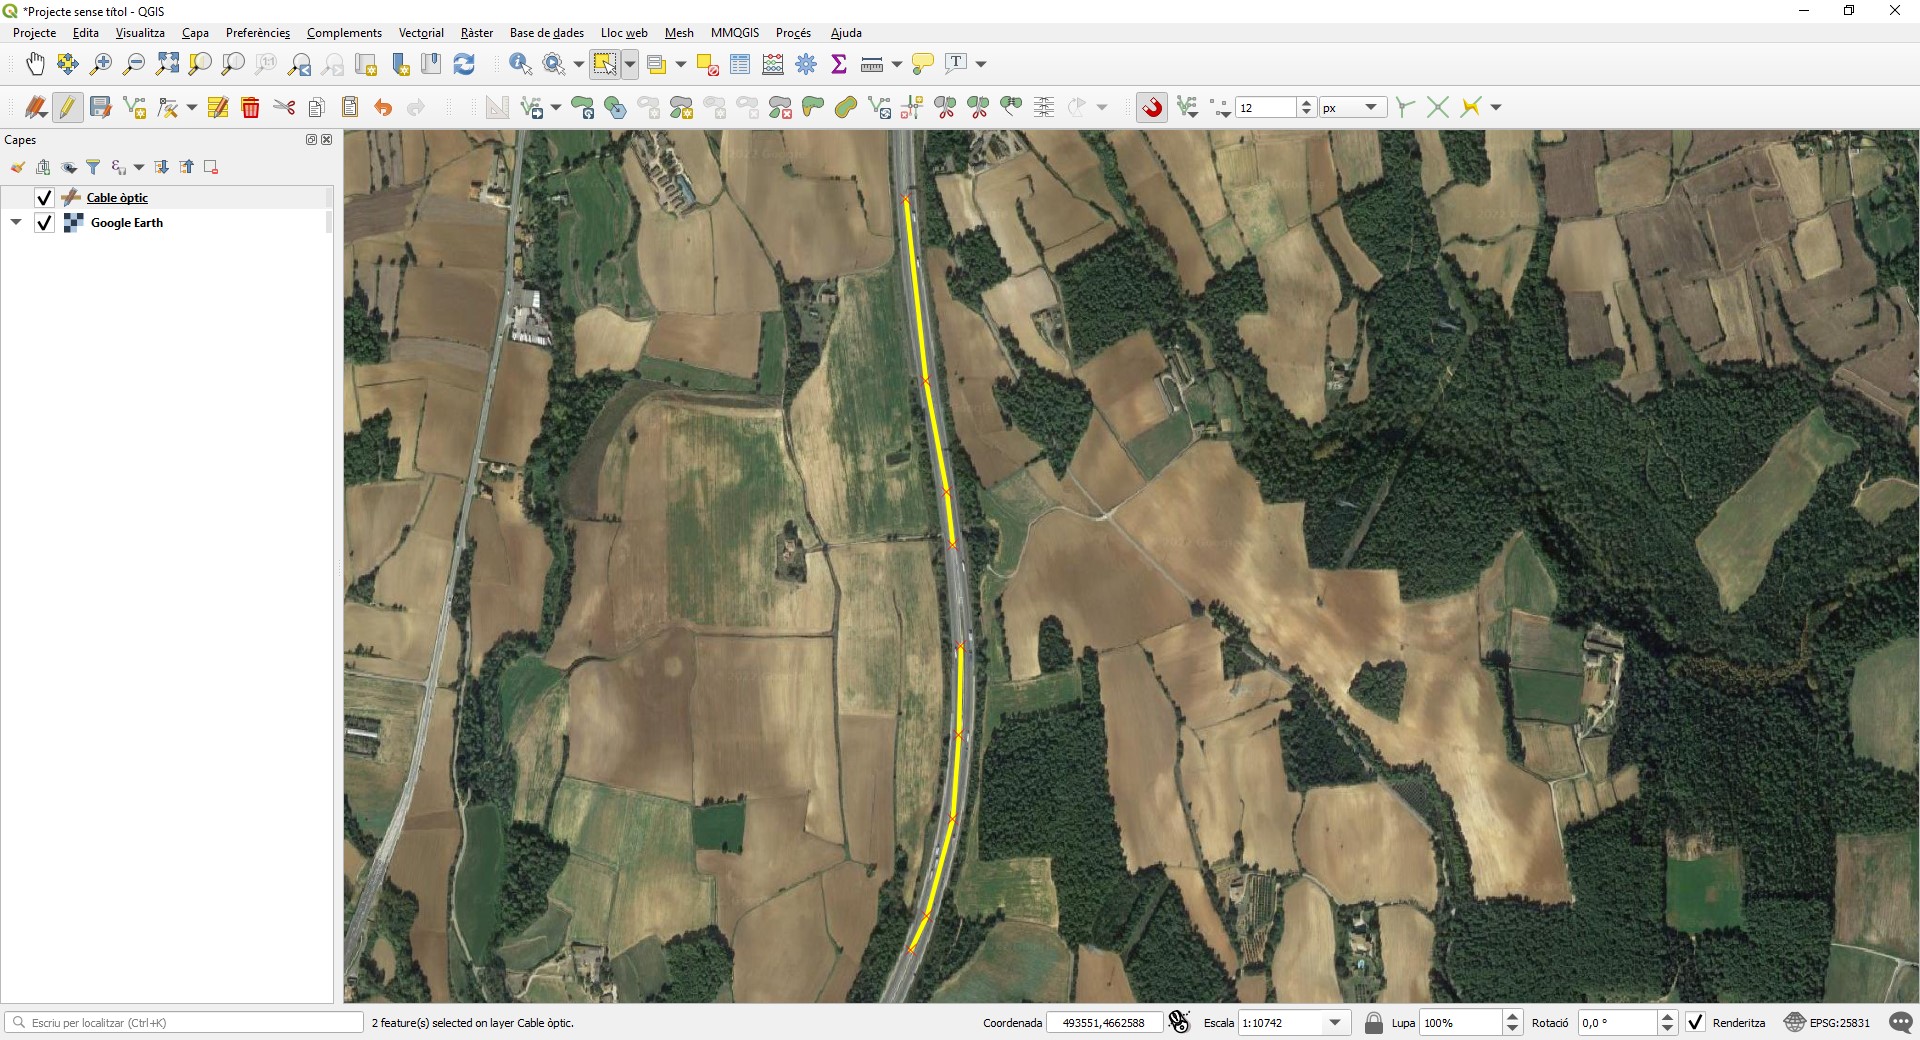 *Projecte sense títol - QGIS
Projecte Edita Visualitza Capa Preferències Complements Vectorial Ràster Base de dades Lloc web Mesh MMQGIS Procés Ajuda
12 px
Capes
Cable òptic
Google Earth
Escriu per localitzar (Ctrl+K) 2 feature(s) selected on layer Cable òptic. Coordenada 493551,4662588 Escala 1:10742 Lupa 100% Rotació 0,0 ° Renderitza EPSG:25831